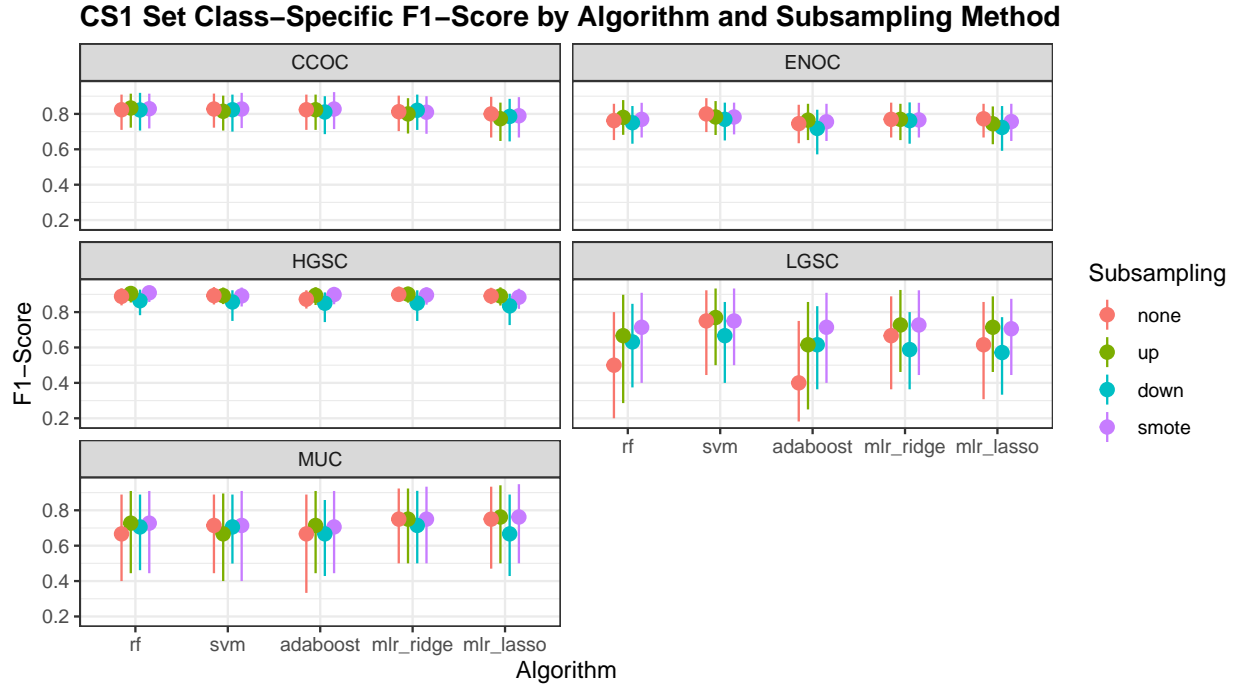 CS1 Set Class−Specific F1−Score by Algorithm and Subsampling Method
CCOC
ENOC
0.8
0.6
0.4
0.2
HGSC
LGSC
0.8
0.6
0.4
0.2
rf svm adaboost mlr_ridge mlr_lasso
MUC
0.8
0.6
0.4
0.2
rf svm adaboost mlr_ridge mlr_lasso
Algorithm
F1−Score
Subsampling
none
up
down
smote